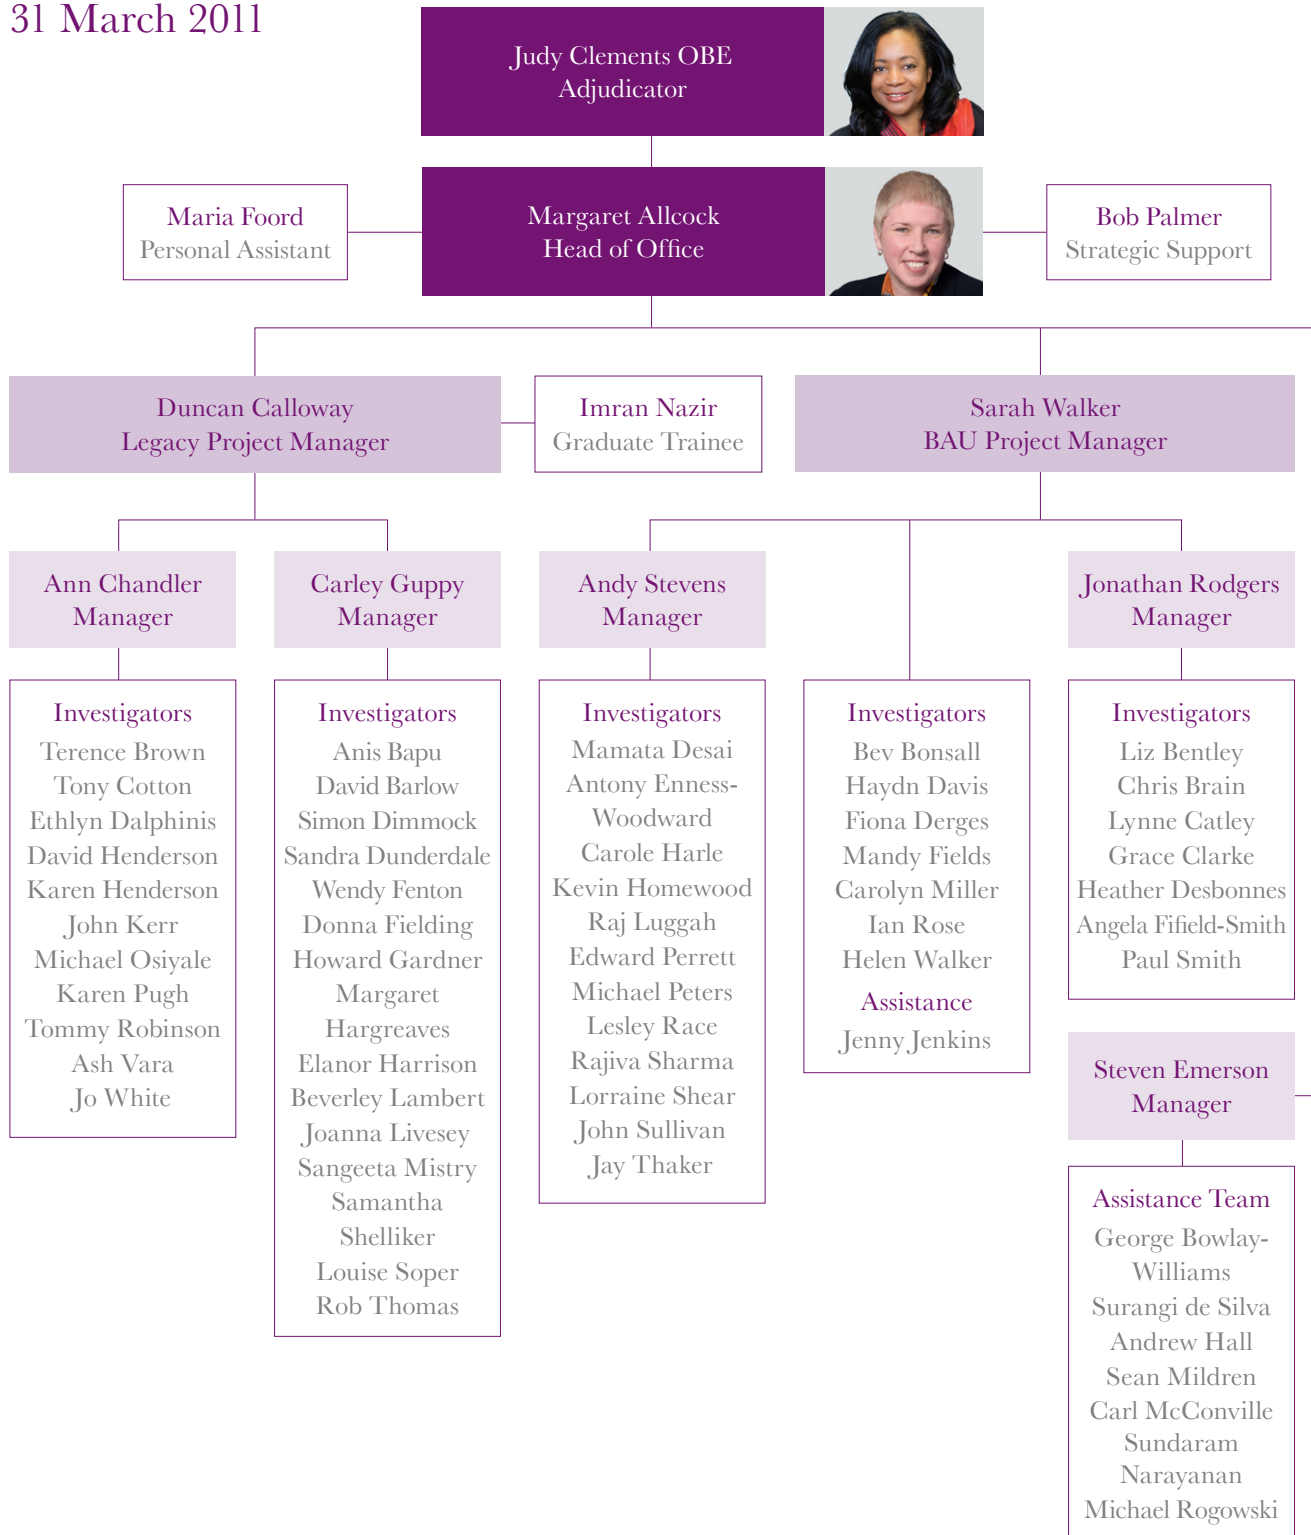 31 March 2011
Judy Clements OBE
Adjudicator
Maria Foord
Personal Assistant
Margaret Allcock
Head of Office
Bob Palmer
Strategic Support
Duncan Calloway
Legacy Project Manager
Imran Nazir
Graduate Trainee
Sarah Walker
BAU Project Manager
Ann Chandler
Manager
Carley Guppy
Manager
Andy Stevens
Manager
Jonathan Rodgers
Manager
Investigators
Terence Brown
Tony Cotton
Ethlyn Dalphinis
David Henderson
Karen Henderson
John Kerr
Michael Osiyale
Karen Pugh
Tommy Robinson
Ash Vara
Jo White
Investigators
Anis Bapu
David Barlow
Simon Dimmock
Sandra Dunderdale
Wendy Fenton
Donna Fielding
Howard Gardner
Margaret
Hargreaves
Elanor Harrison
Beverley Lambert
Joanna Livesey
Sangeeta Mistry
Samantha
Shelliker
Louise Soper
Rob Thomas
Investigators
Mamata Desai
Antony Enness-
Woodward
Carole Harle
Kevin Homewood
Raj Luggah
Edward Perrett
Michael Peters
Lesley Race
Rajiva Sharma
Lorraine Shear
John Sullivan
Jay Thaker
Investigators
Bev Bonsall
Haydn Davis
Fiona Derges
Mandy Fields
Carolyn Miller
Ian Rose
Helen Walker
Assistance
Jenny Jenkins
Investigators
Liz Bentley
Chris Brain
Lynne Catley
Grace Clarke
Heather Desbonnes
Angela Fifield-Smith
Paul Smith
Steven Emerson
Manager
Assistance Team
George Bowlay-
Williams
Surangi de Silva
Andrew Hall
Sean Mildren
Carl McConville
Sundaram
Narayanan
Michael Rogowski